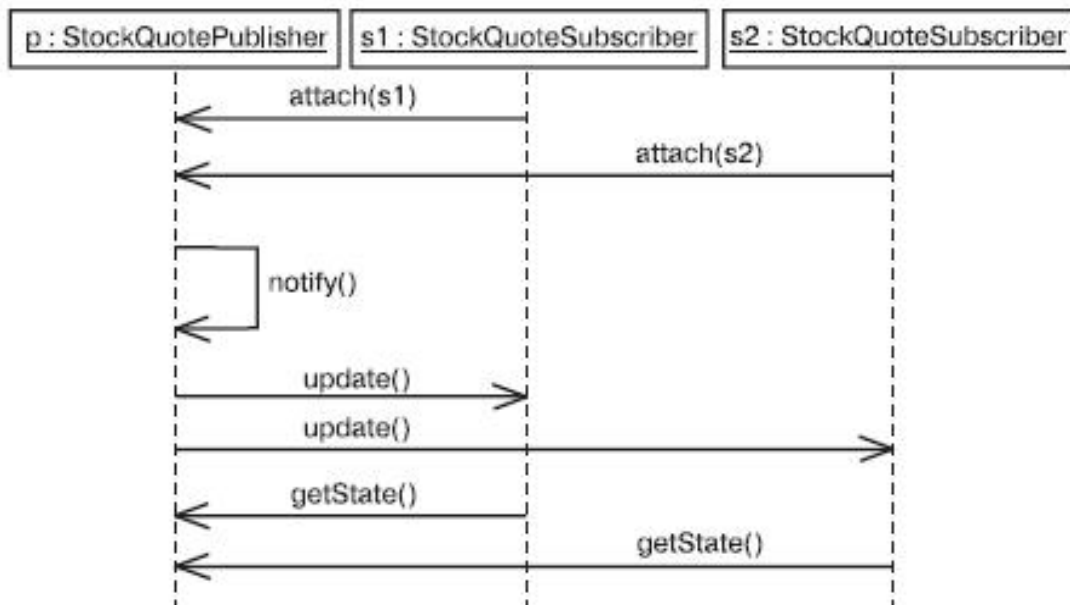 p : StockQuotePublisher
s1 : StockQuoteSubscriber
s2 : StockQuoteSubscriber
attach(s1)
attach(s2)
notify()
update()
update()
getState()
getState()